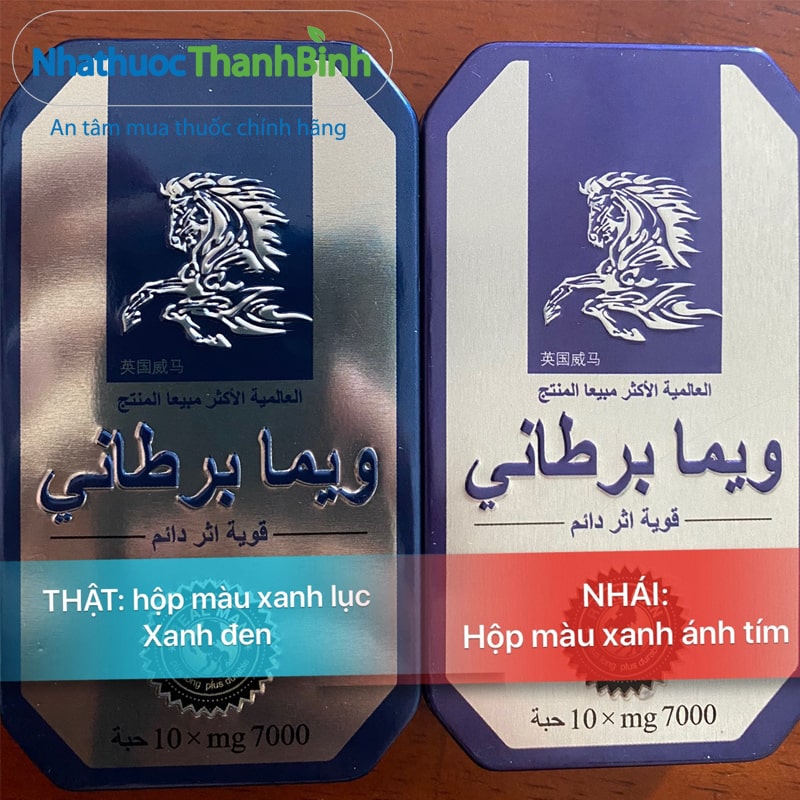 NhathuocThanhBinh
An tâm mua thuốc chính hãng
英国威马
العالمية الأكثر مبيعا المنتج
ويما برطاني
قوية اثر دائم
THẬT: hộp màu xanh lục
Xanh đen
plus
10 × mg 7000 حبة
英国威马
العالمية الأكثر مبيعا المنتج
ويما برطاني
قوية اثر دائم
NHÁI:
Hộp màu xanh ánh tím
plus
10 × mg 7000 حبة